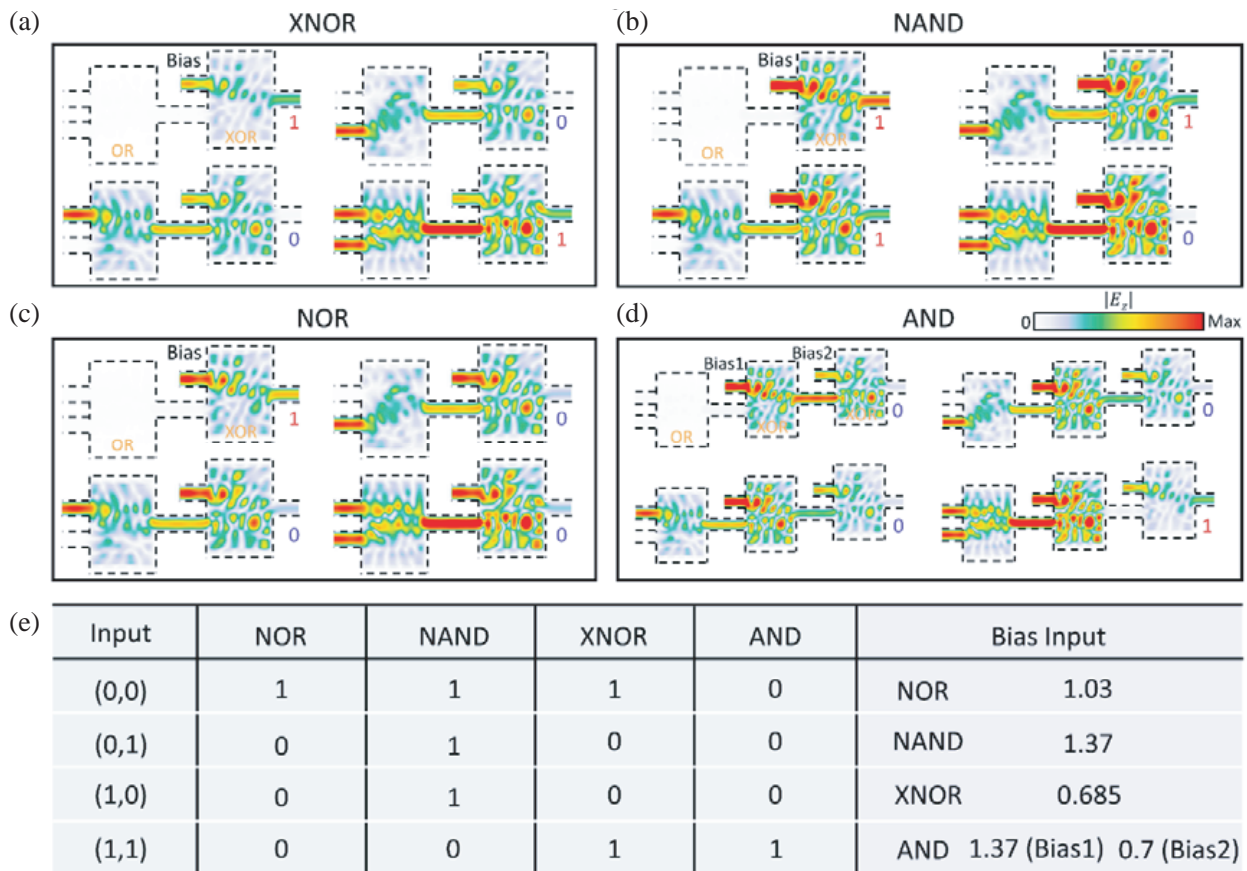 (a) XNOR (b) NAND
Bias Bias
1 0 1 1
OR XOR OR XOR
0 1 1 0
(c) NOR (d) AND |E_z|
0 Max
Bias Bias1 Bias2
1 0 0 0
OR XOR OR XOR XOR
0 0 0 1
(e) Input NOR NAND XNOR AND Bias Input
(0,0) 1 1 1 0 NOR 1.03
(0,1) 0 1 0 0 NAND 1.37
(1,0) 0 1 0 0 XNOR 0.685
(1,1) 0 0 1 1 AND 1.37 (Bias1) 0.7 (Bias2)